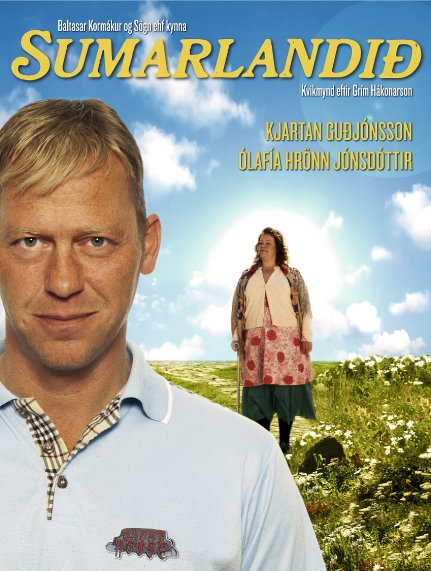 Baltasar Kormákur og Sögn ehf kynna
SUMARLANDIÐ
Kvikmynd eftir Grím Hákonarson
KJARTAN GUÐJÓNSSON
ÓLAFÍA HRÖNN JÓNSDÓTTIR